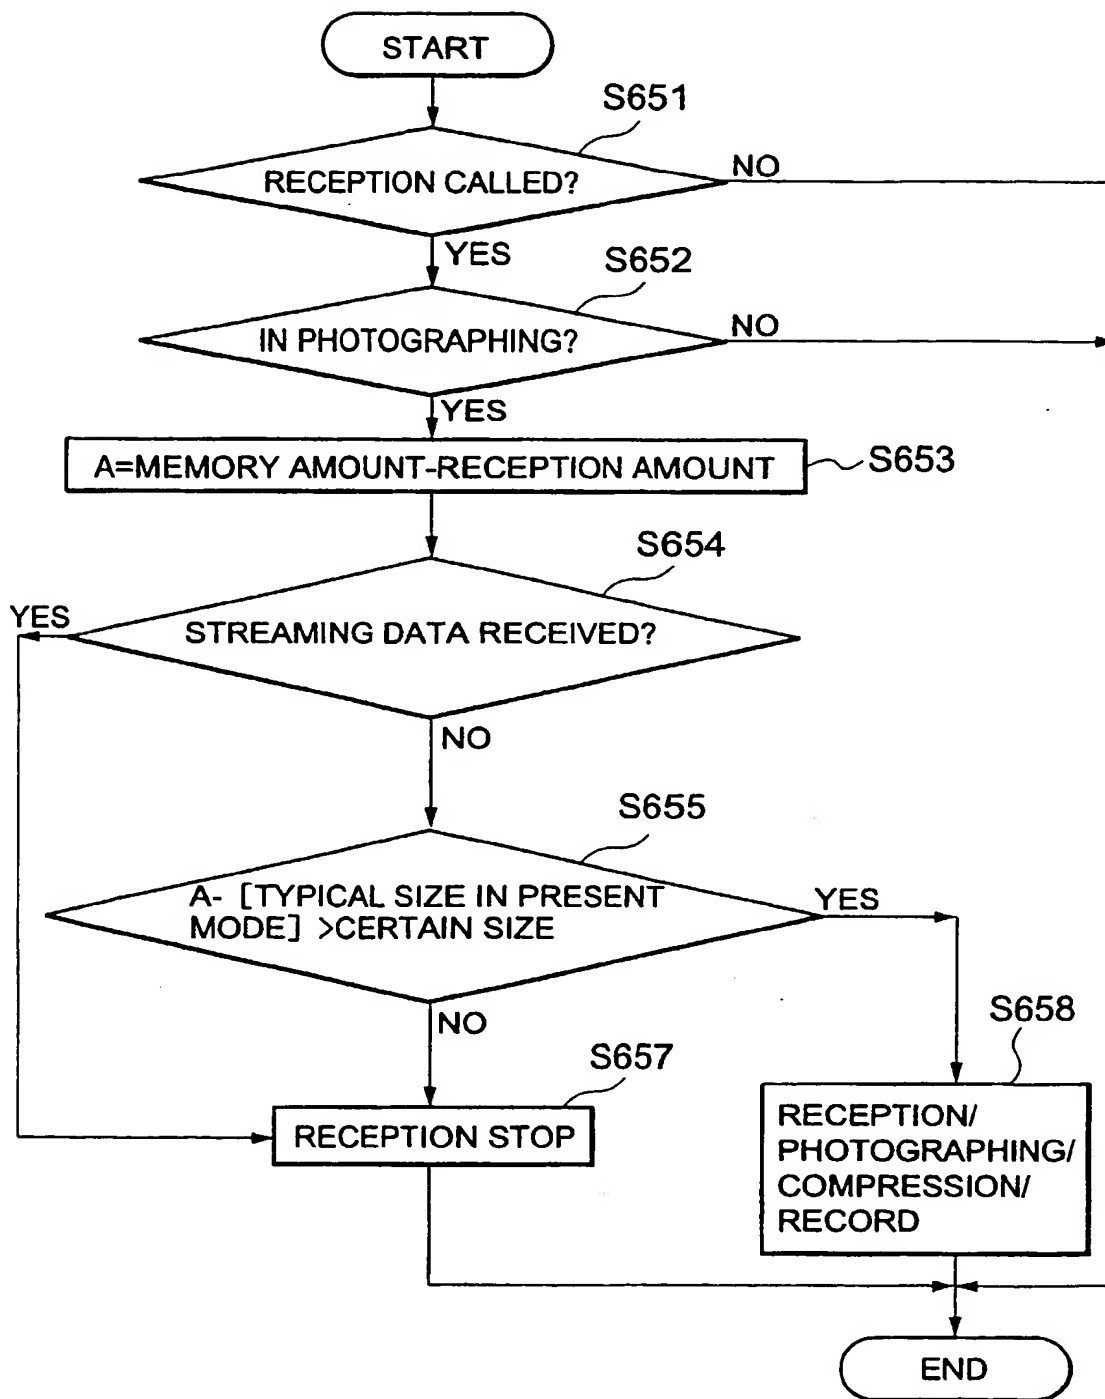 START
S651
RECEPTION CALLED?
NO
YES
S652
IN PHOTOGRAPHING?
NO
YES
A=MEMORY AMOUNT-RECEPTION AMOUNT
S653
S654
YES
STREAMING DATA RECEIVED?
NO
S655
A- [TYPICAL SIZE IN PRESENT
MODE] >CERTAIN SIZE
YES
NO
S658
S657
RECEPTION STOP
RECEPTION/
PHOTOGRAPHING/
COMPRESSION/
RECORD
END